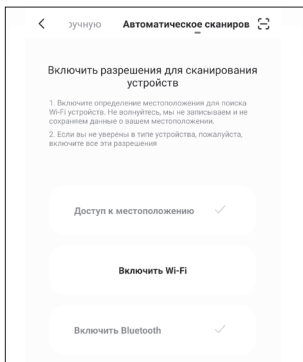 ручную Автоматическое сканиров
Включить разрешения для сканирования
устройств
1. Включите определение местоположения для поиска
Wi-Fi устройств. Не волнуйтесь, мы не записываем и не
сохраняем данные о вашем местоположении.
2. Если вы не уверены в типе устройства, пожалуйста,
включите все эти разрешения
Доступ к местоположению
Включить Wi-Fi
Включить Bluetooth